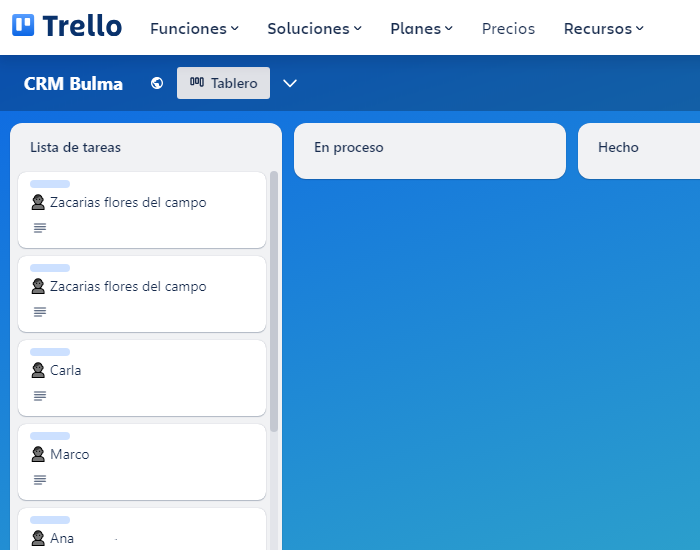 Trello
Funciones
Soluciones
Planes
Precios
Recursos
CRM Bulma
Tablero
Lista de tareas
Zacarias flores del campo
Zacarias flores del campo
Carla
Marco
Ana
En proceso
Hecho